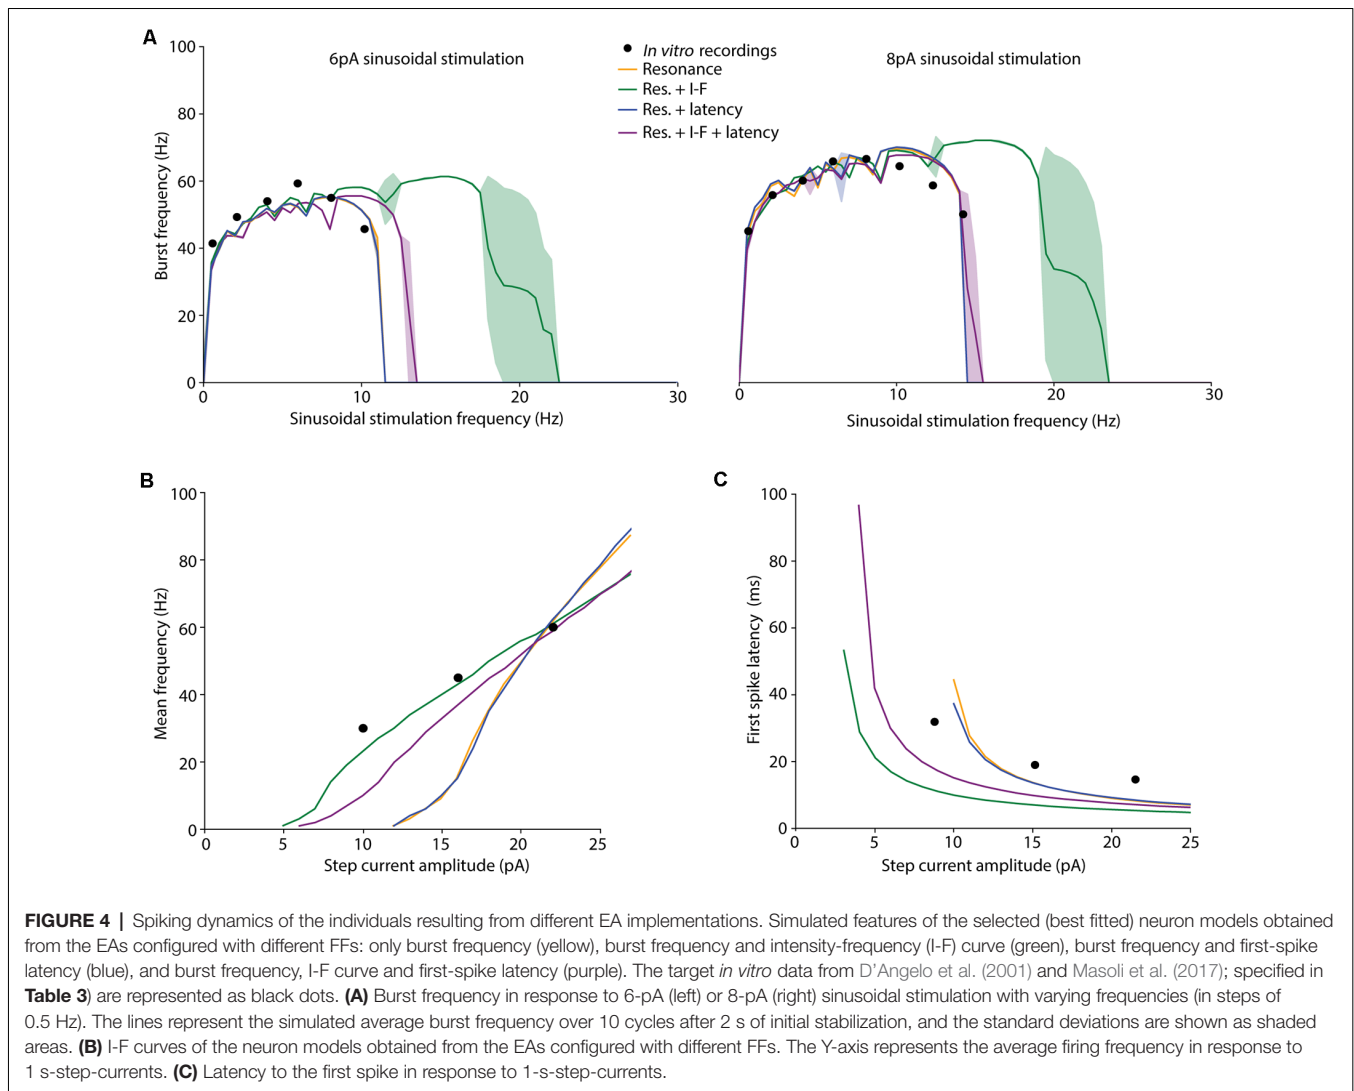 A
6pA sinusoidal stimulation
8pA sinusoidal stimulation
In vitro recordings
Resonance
Res. + I-F
Res. + latency
Res. + I-F + latency
Burst frequency (Hz)
100
80
60
40
20
0
0 10 20 30
Sinusoidal stimulation frequency (Hz)
0 10 20 30
Sinusoidal stimulation frequency (Hz)
B
Mean frequency (Hz)
100
80
60
40
20
0
0 5 10 15 20 25
Step current amplitude (pA)
C
First spike latency (ms)
100
80
60
40
20
0
0 5 10 15 20 25
Step current amplitude (pA)
FIGURE 4 | Spiking dynamics of the individuals resulting from different EA implementations. Simulated features of the selected (best fitted) neuron models obtained
from the EAs configured with different FFs: only burst frequency (yellow), burst frequency and intensity-frequency (I-F) curve (green), burst frequency and first-spike
latency (blue), and burst frequency, I-F curve and first-spike latency (purple). The target in vitro data from D'Angelo et al. (2001) and Masoli et al. (2017); specified in
Table 3) are represented as black dots. (A) Burst frequency in response to 6-pA (left) or 8-pA (right) sinusoidal stimulation with varying frequencies (in steps of
0.5 Hz). The lines represent the simulated average burst frequency over 10 cycles after 2 s of initial stabilization, and the standard deviations are shown as shaded
areas. (B) I-F curves of the neuron models obtained from the EAs configured with different FFs. The Y-axis represents the average firing frequency in response to
1 s-step-currents. (C) Latency to the first spike in response to 1-s-step-currents.